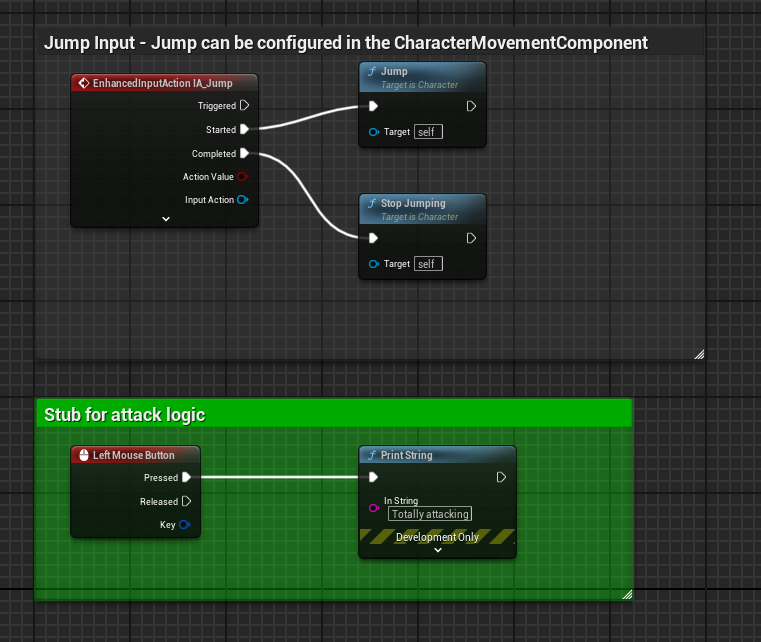 Jump Input - Jump can be configured in the CharacterMovementComponent
EnhancedInputAction IA_Jump
Triggered
Started
Completed
Action Value
Input Action
Jump
Target is Character
Target self
Stop Jumping
Target is Character
Target self
Stub for attack logic
Left Mouse Button
Pressed
Released
Key
Print String
In String
Totally attacking
Development Only